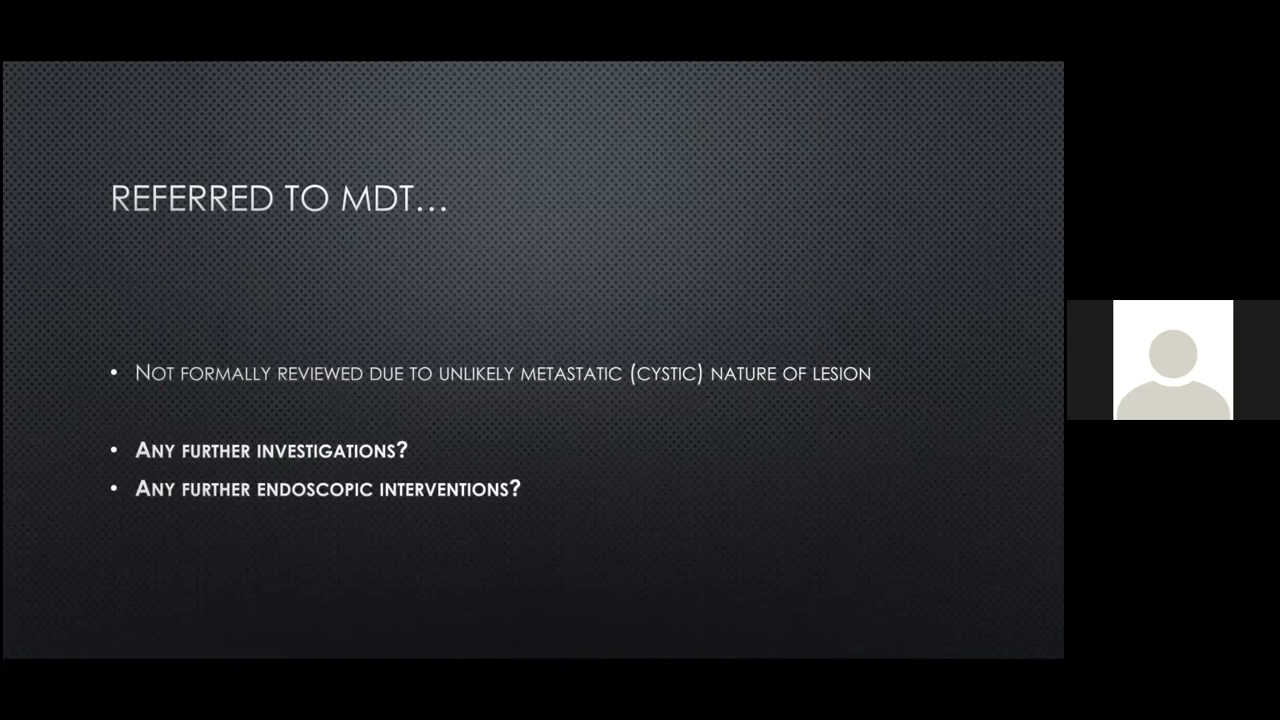 REFERRED TO MDT...
• NOT FORMALLY REVIEWED DUE TO UNLIKELY METASTATIC (CYSTIC) NATURE OF LESION
• ANY FURTHER INVESTIGATIONS?
• ANY FURTHER ENDOSCOPIC INTERVENTIONS?